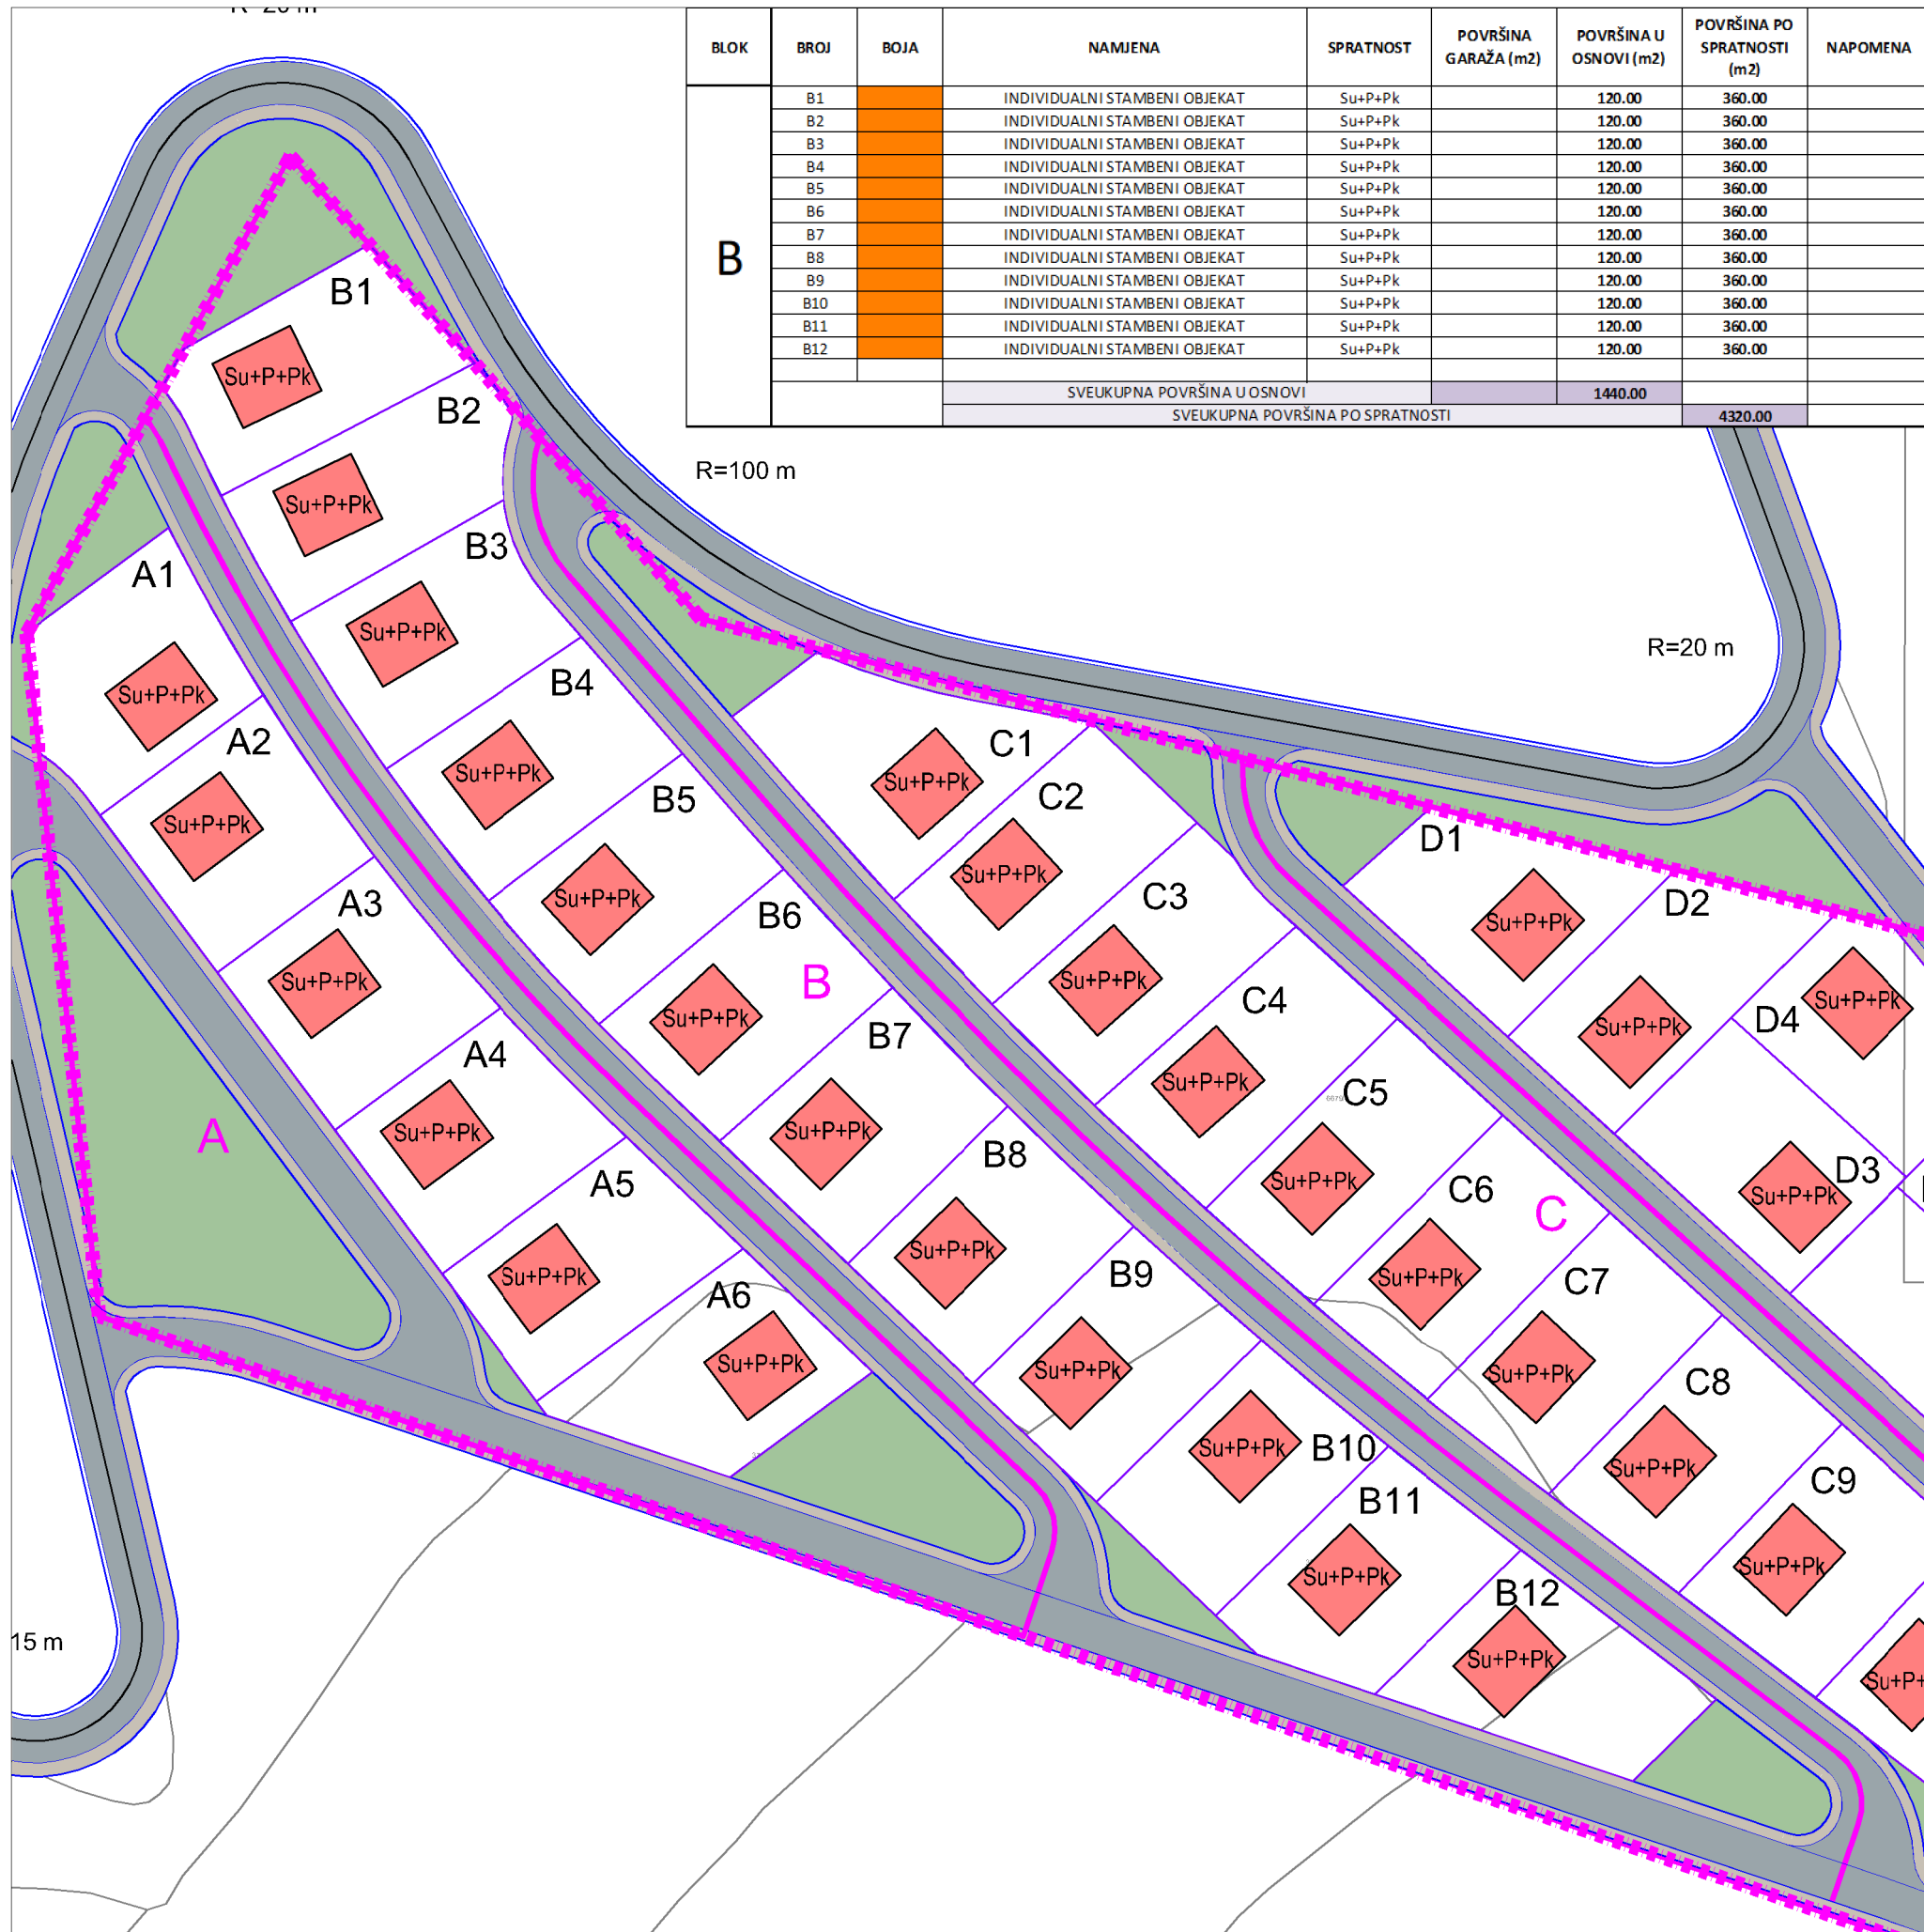 BLOK BROJ BOJA NAMJENA SPRATNOST POVRŠINA GARAŽA (m2) POVRŠINA U OSNOVI (m2) POVRŠINA PO SPRATNOSTI (m2) NAPOMENA
B
B1 INDIVIDUALNI STAMBENI OBJEKAT Su+P+Pk 120.00 360.00
B2 INDIVIDUALNI STAMBENI OBJEKAT Su+P+Pk 120.00 360.00
B3 INDIVIDUALNI STAMBENI OBJEKAT Su+P+Pk 120.00 360.00
B4 INDIVIDUALNI STAMBENI OBJEKAT Su+P+Pk 120.00 360.00
B5 INDIVIDUALNI STAMBENI OBJEKAT Su+P+Pk 120.00 360.00
B6 INDIVIDUALNI STAMBENI OBJEKAT Su+P+Pk 120.00 360.00
B7 INDIVIDUALNI STAMBENI OBJEKAT Su+P+Pk 120.00 360.00
B8 INDIVIDUALNI STAMBENI OBJEKAT Su+P+Pk 120.00 360.00
B9 INDIVIDUALNI STAMBENI OBJEKAT Su+P+Pk 120.00 360.00
B10 INDIVIDUALNI STAMBENI OBJEKAT Su+P+Pk 120.00 360.00
B11 INDIVIDUALNI STAMBENI OBJEKAT Su+P+Pk 120.00 360.00
B12 INDIVIDUALNI STAMBENI OBJEKAT Su+P+Pk 120.00 360.00
SVEUKUPNA POVRŠINA U OSNOVI 1440.00
SVEUKUPNA POVRŠINA PO SPRATNOSTI 4320.00
R=100 m
R=20 m
15 m
A
A1
Su+P+Pk
A2
Su+P+Pk
A3
Su+P+Pk
A4
Su+P+Pk
A5
Su+P+Pk
A6
Su+P+Pk
B
B1
Su+P+Pk
B2
Su+P+Pk
B3
Su+P+Pk
B4
Su+P+Pk
B5
Su+P+Pk
B6
Su+P+Pk
B7
Su+P+Pk
B8
Su+P+Pk
B9
Su+P+Pk
B10
Su+P+Pk
B11
Su+P+Pk
B12
Su+P+Pk
C
C1
Su+P+Pk
C2
Su+P+Pk
C3
Su+P+Pk
C4
Su+P+Pk
C5
Su+P+Pk
C6
Su+P+Pk
C7
Su+P+Pk
C8
Su+P+Pk
C9
Su+P+Pk
Su+P+
D1
Su+P+Pk
D2
Su+P+Pk
D4
Su+P+Pk
D3
Su+P+Pk